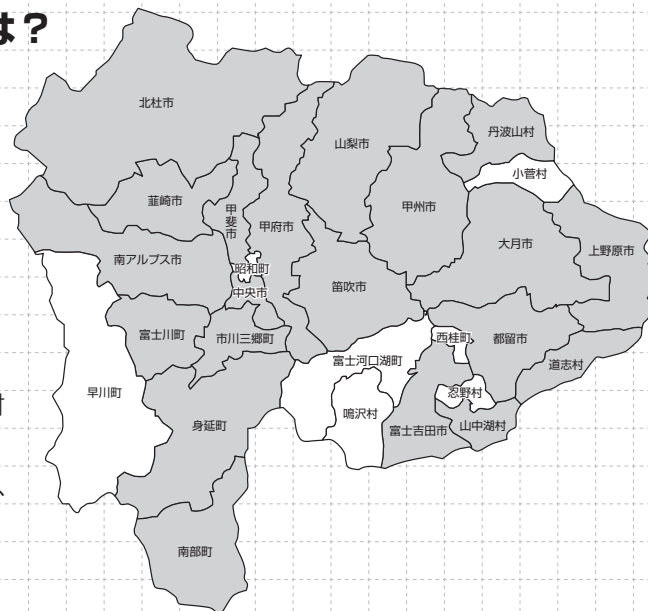 は？
北杜市
山梨市
丹波山村
小菅村
韮崎市
甲斐市
甲府市
甲州市
大月市
上野原市
南アルプス市
昭和町
中央市
笛吹市
富士川町
市川三郷町
西桂町
都留市
富士河口湖町
道志村
早川町
忍野村
鳴沢村
身延町
富士吉田市
山中湖村
村
、
南部町